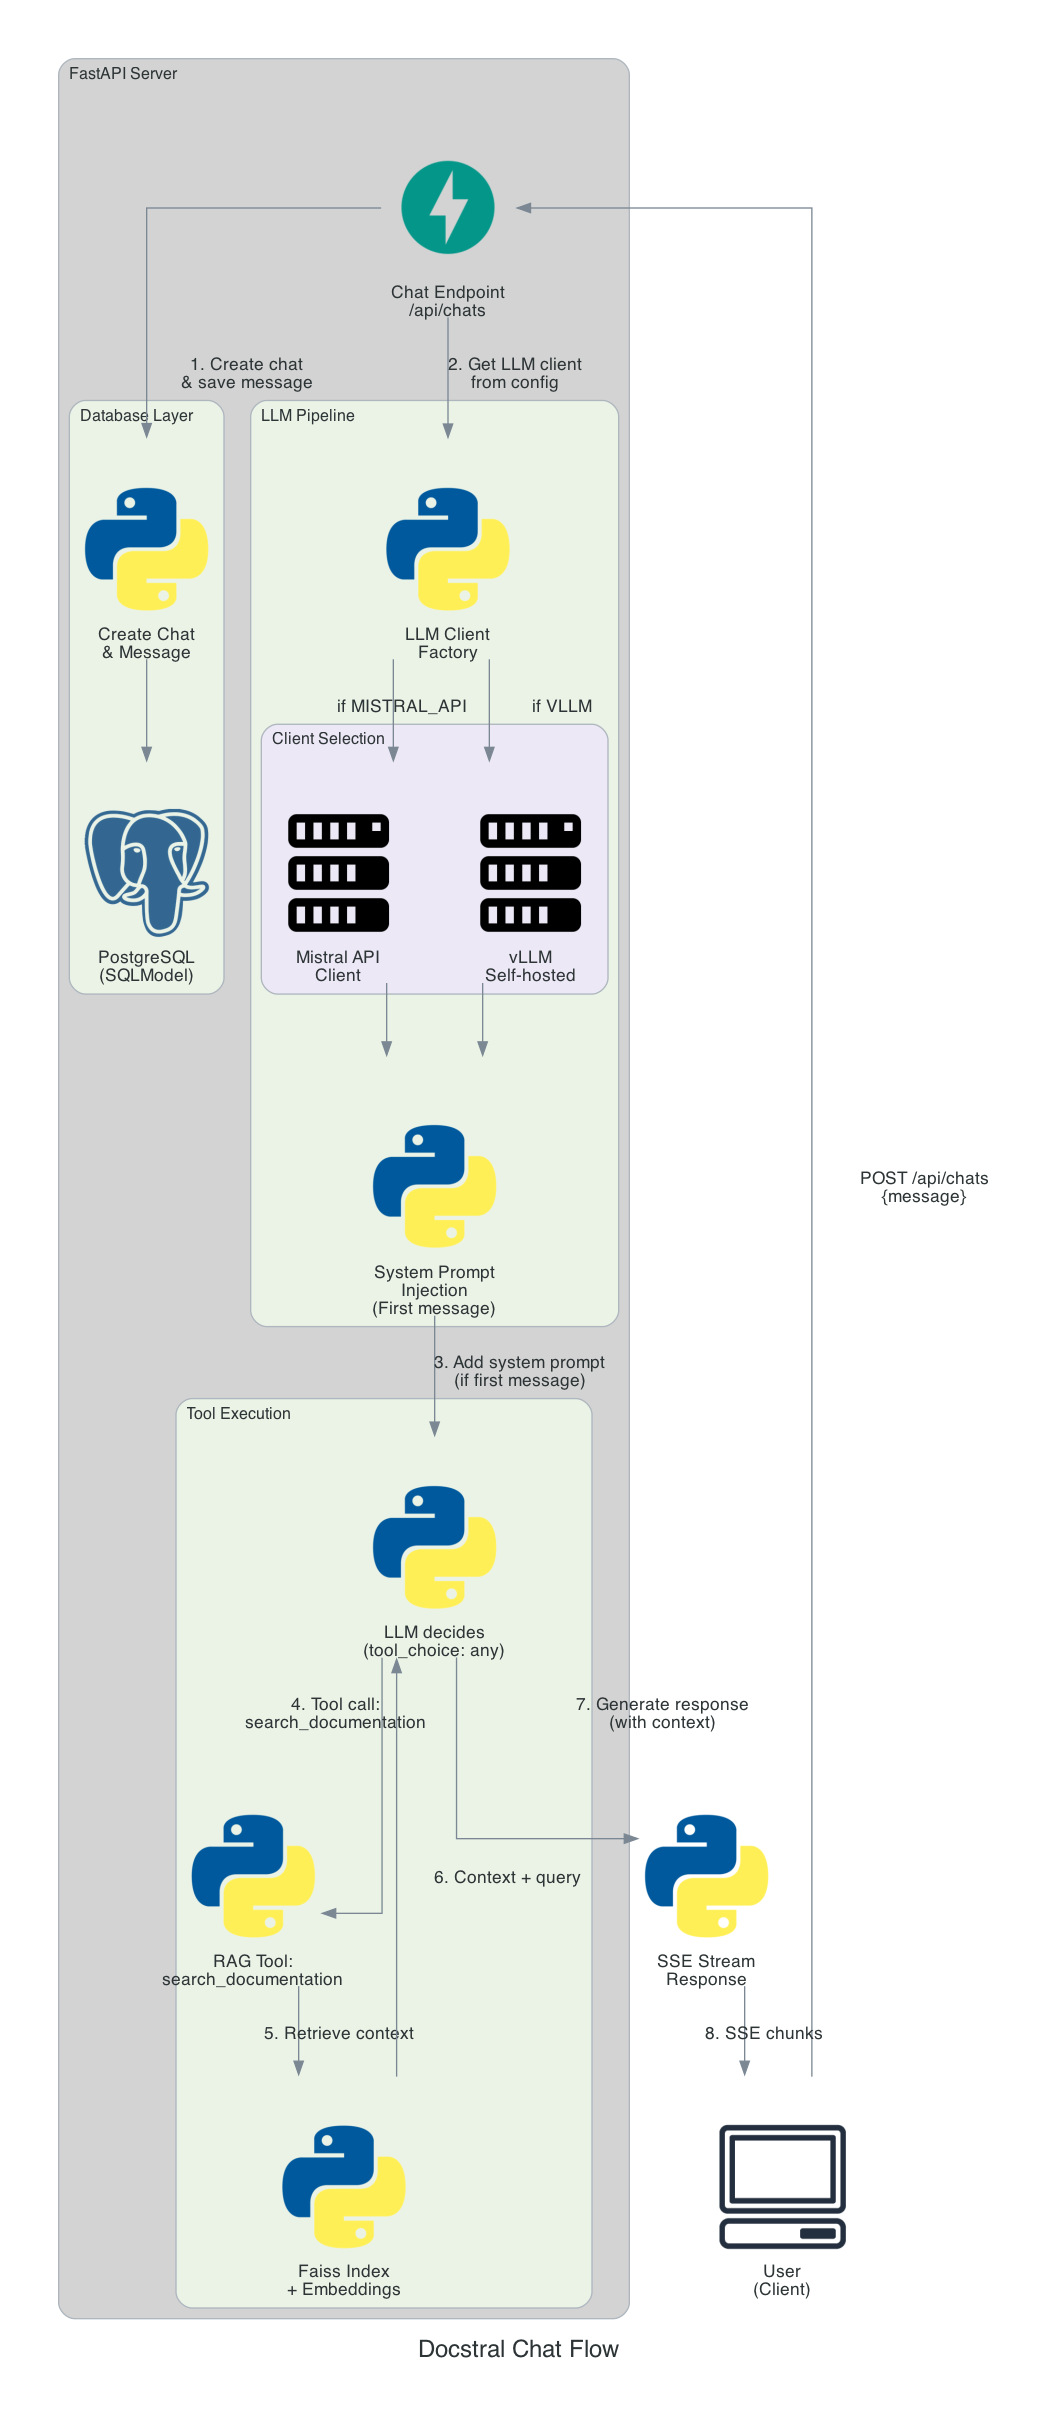 FastAPI Server
Chat Endpoint
/api/chats
1. Create chat
& save message
2. Get LLM client
from config
Database Layer
LLM Pipeline
Create Chat
& Message
LLM Client
Factory
if MISTRAL_API
if VLLM
Client Selection
PostgreSQL
(SQLModel)
Mistral API
Client
vLLM
Self-hosted
POST /api/chats
{message}
System Prompt
Injection
(First message)
3. Add system prompt
(if first message)
Tool Execution
LLM decides
(tool_choice: any)
4. Tool call:
search_documentation
7. Generate response
(with context)
6. Context + query
RAG Tool:
search_documentation
SSE Stream
Response
5. Retrieve context
8. SSE chunks
Faiss Index
+ Embeddings
User
(Client)
Docstral Chat Flow